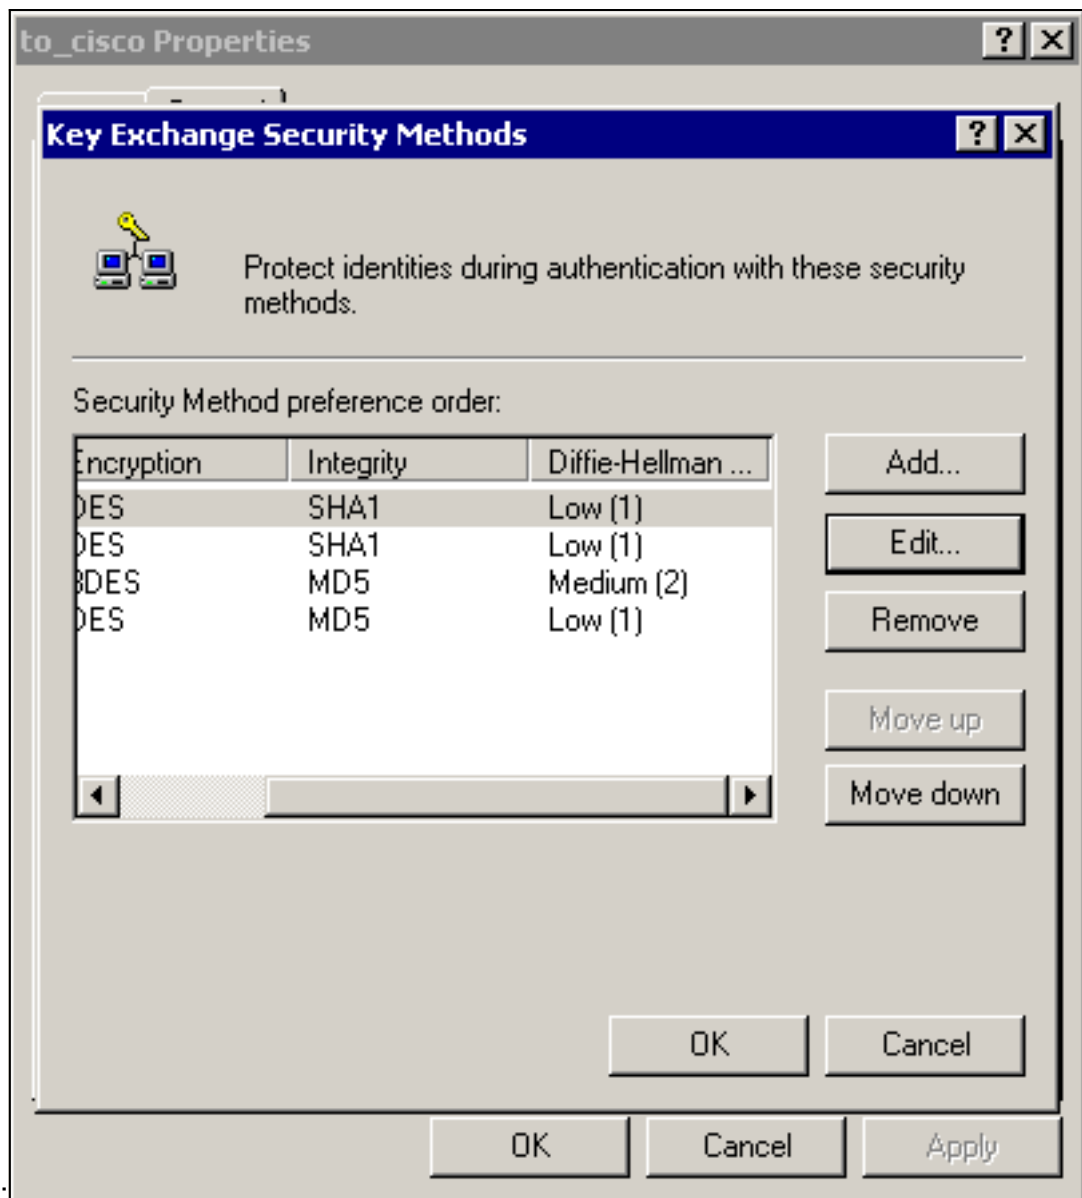 to_cisco Properties
Key Exchange Security Methods
Protect identities during authentication with these security
methods.
Security Method preference order:
Encryption Integrity Diffie-Hellman ...
DES SHA1 Low (1)
DES SHA1 Low (1)
3DES MD5 Medium (2)
DES MD5 Low (1)
Add...
Edit...
Remove
Move up
Move down
OK Cancel
OK Cancel Apply